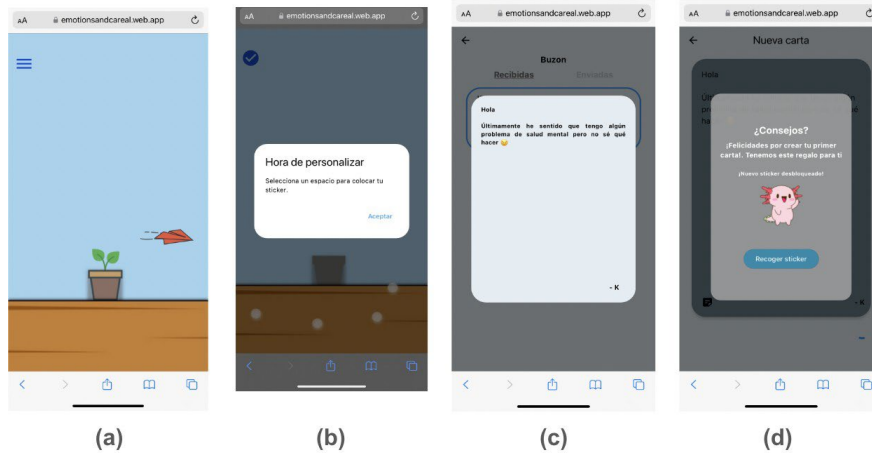 AA emotionsandcareal.web.app
(a)
AA emotionsandcareal.web.app
Hora de personalizar
Selecciona un espacio para colocar tu
sticker.
Aceptar
(b)
AA emotionsandcareal.web.app
Buzon
Recibidas Enviadas
Hola
Últimamente he sentido que tengo algún
problema de salud mental pero no sé qué
hacer 😥
- K
(c)
AA emotionsandcareal.web.app
Nueva carta
Hola
¿Consejos?
¡Felicidades por crear tu primer
carta!. Tenemos este regalo para ti
¡Nuevo sticker desbloqueado!
Recoger sticker
- K
(d)